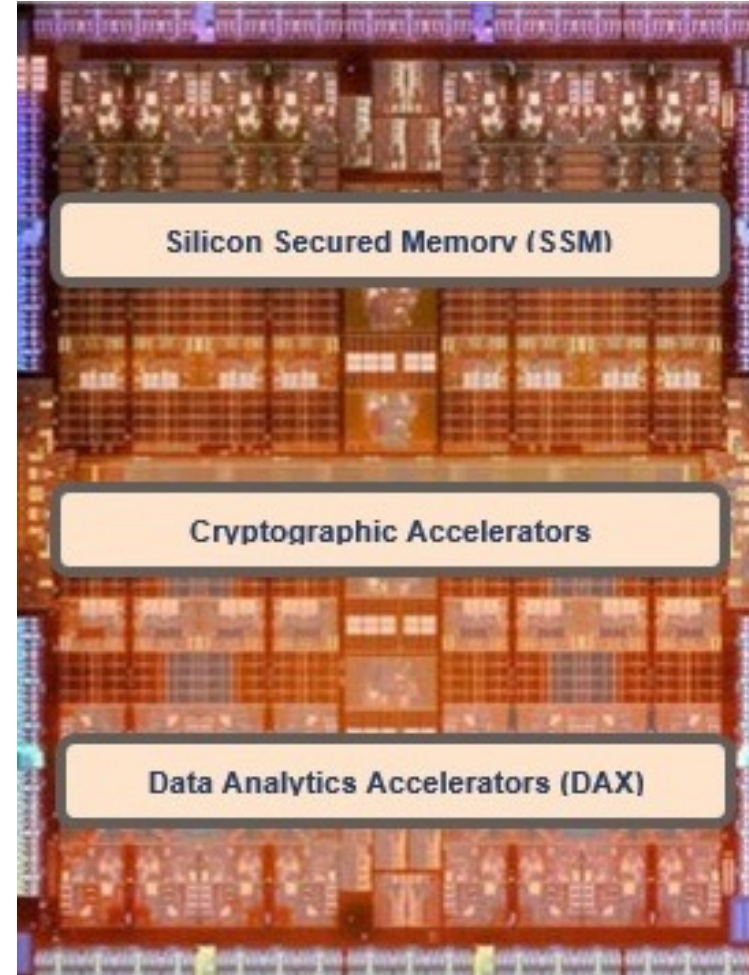 Silicon Secured Memory (SSM)
Cryptographic Accelerators
Data Analytics Accelerators (DAX)